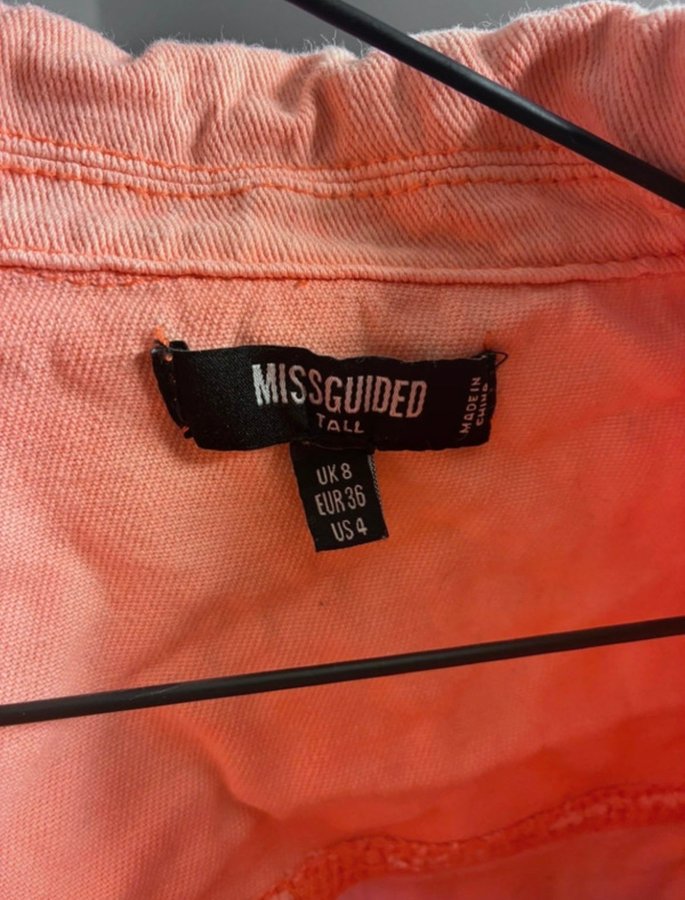 MISSGUIDED
TALL
MADE IN
CHINA
UK 8
EUR 36
US 4